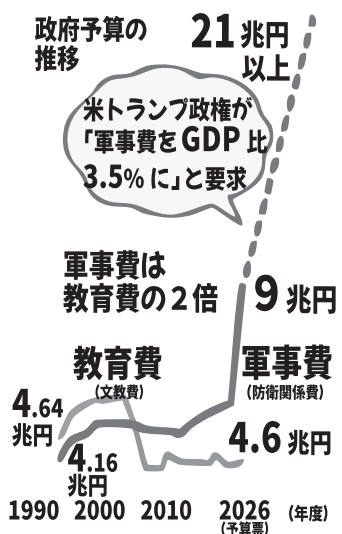 政府予算の
推移
21兆円
以上
米トランプ政権が
「軍事費をGDP比
3.5%に」と要求
軍事費は
教育費の2倍
9兆円
教育費
(文教費)
軍事費
(防衛関係費)
4.64
兆円
4.16
兆円
4.6兆円
1990 2000 2010 2026 (年度)
(予算票)